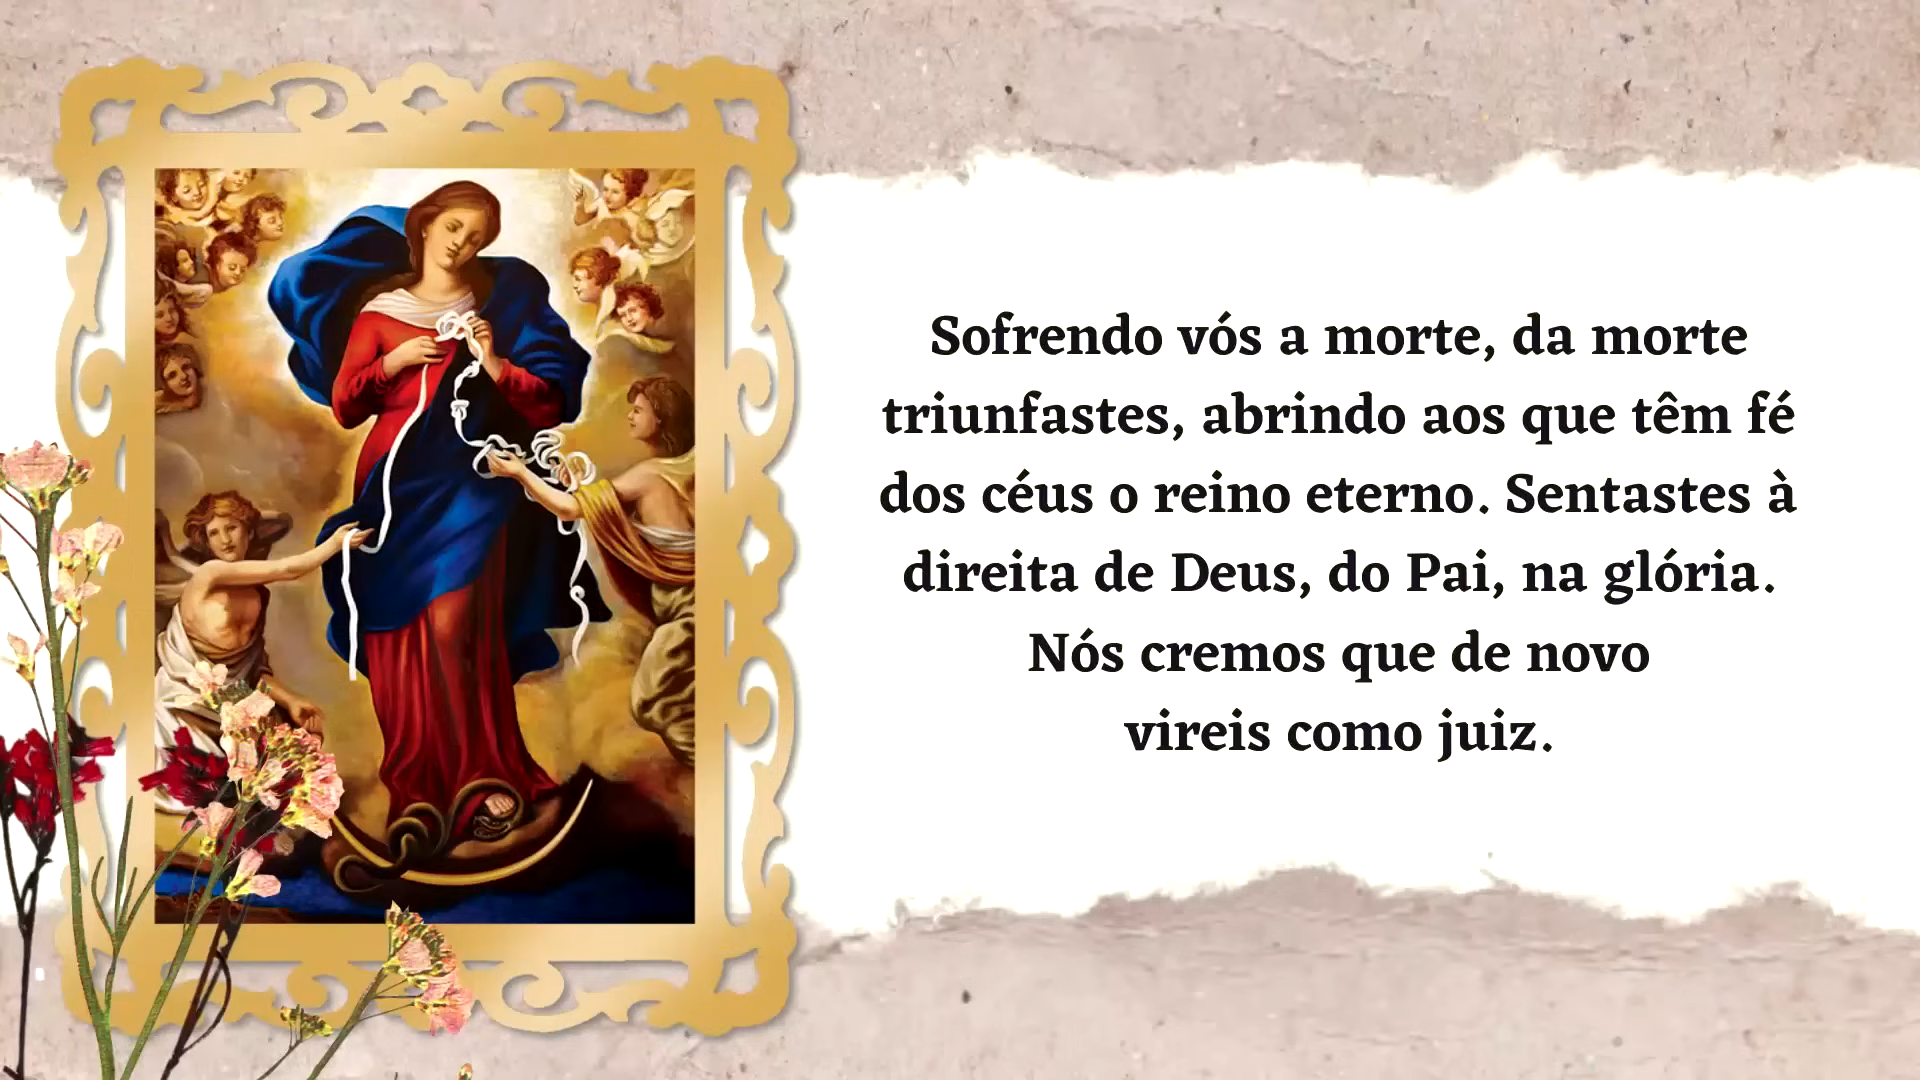 Sofrendo vós a morte, da morte
triunfastes, abrindo aos que têm fé
dos céus o reino eterno. Sentastes à
direita de Deus, do Pai, na glória.
Nós cremos que de novo
vireis como juiz.